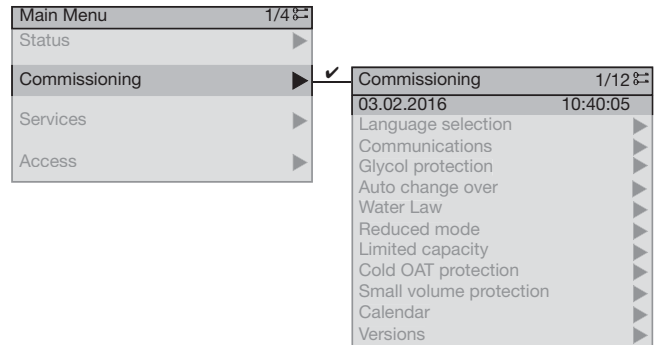 Main Menu 1/4
Status
Commissioning
Services
Access
Commissioning 1/12
03.02.2016 10:40:05
Language selection
Communications
Glycol protection
Auto change over
Water Law
Reduced mode
Limited capacity
Cold OAT protection
Small volume protection
Calendar
Versions